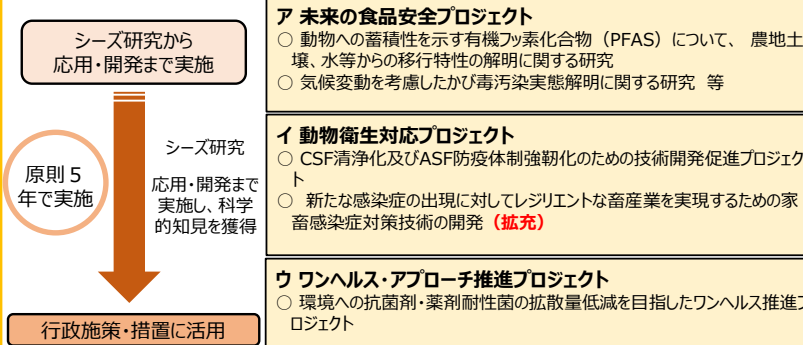 シーズ研究から
応用・開発まで実施
原則５
年で実施
シーズ研究
応用・開発まで
実施し、科学
的知見を獲得
行政施策・措置に活用
ア 未来の食品安全プロジェクト
○ 動物への蓄積性を示す有機フッ素化合物（PFAS）について、 農地土
壌、水等からの移行特性の解明に関する研究
○ 気候変動を考慮したかび毒汚染実態解明に関する研究 等
イ 動物衛生対応プロジェクト
○ CSF清浄化及びASF防疫体制強靭化のための技術開発促進プロジェク
ト
○ 新たな感染症の出現に対してレジリエントな畜産業を実現するための家
畜感染症対策技術の開発（拡充）
ウ ワンヘルス・アプローチ推進プロジェクト
○ 環境への抗菌剤・薬剤耐性菌の拡散量低減を目指したワンヘルス推進プ
ロジェクト